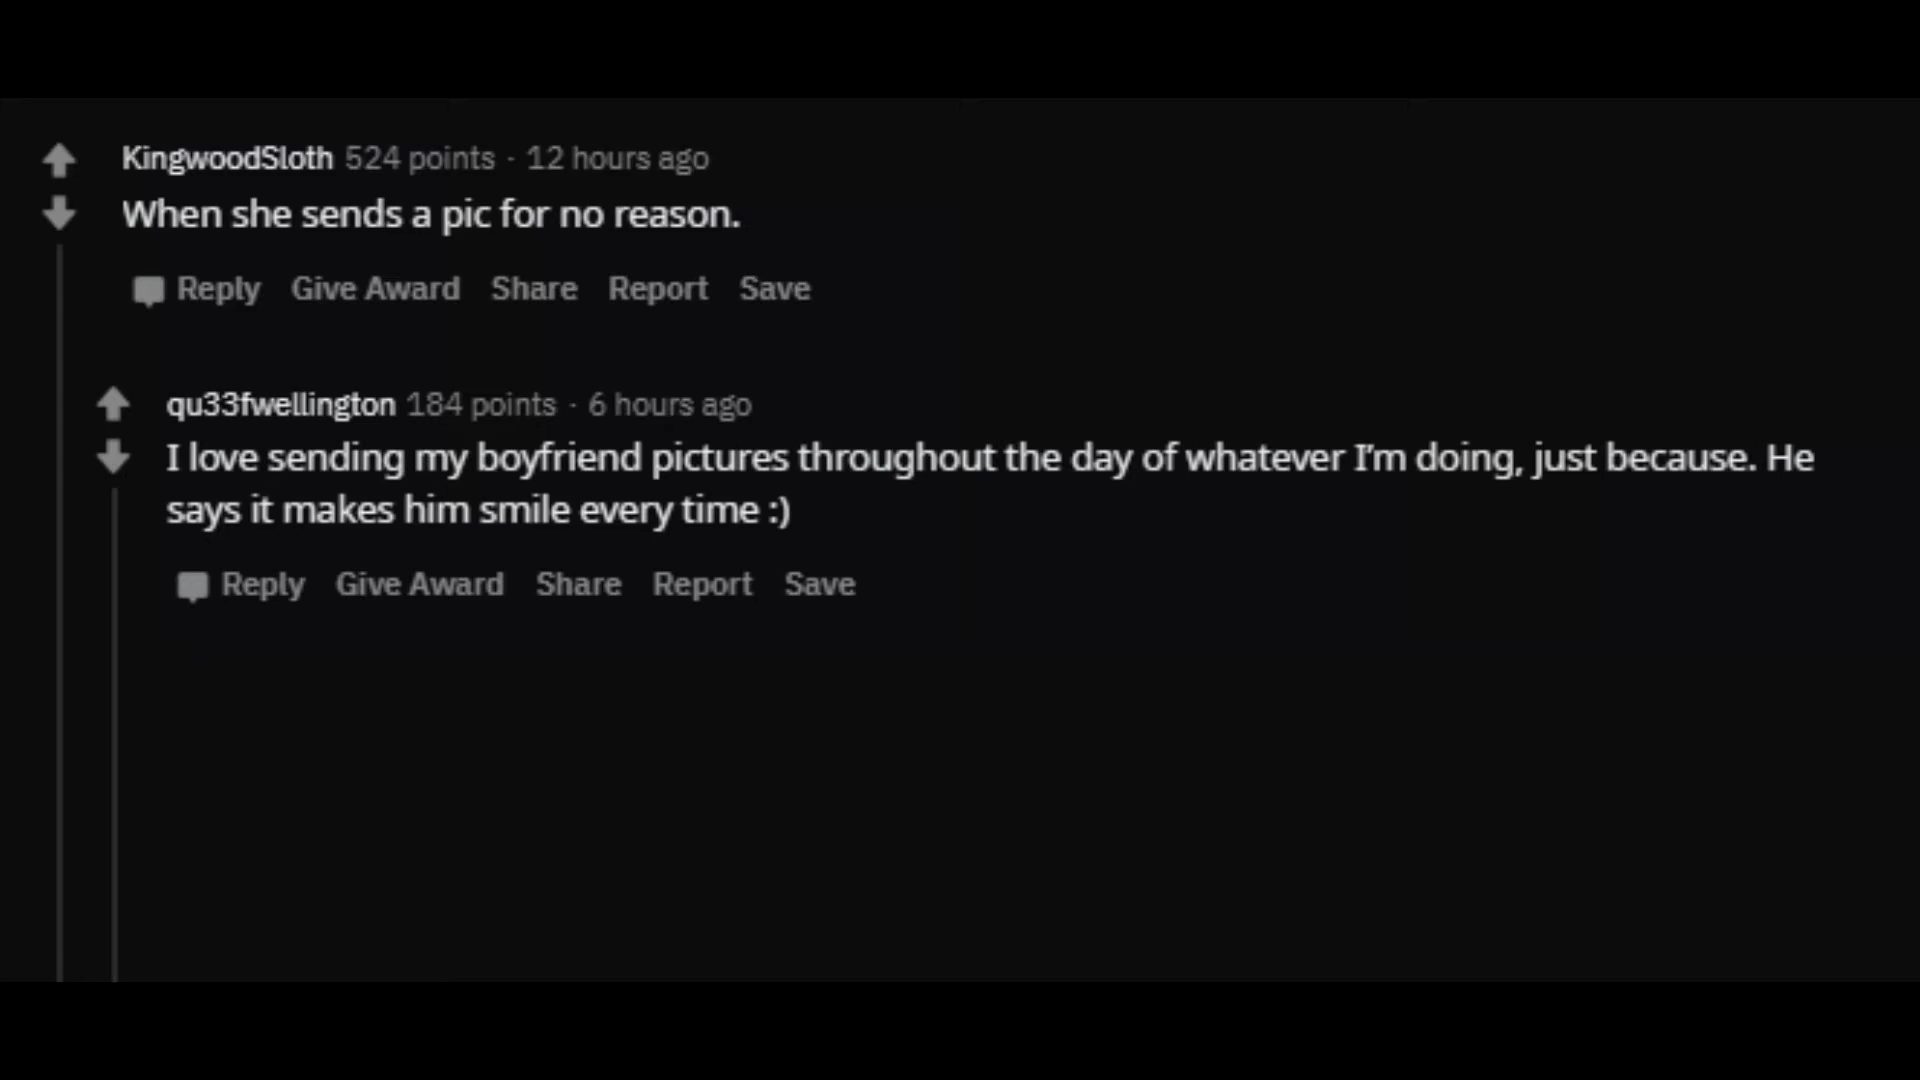 KingwoodSloth 524 points · 12 hours ago
When she sends a pic for no reason.
Reply Give Award Share Report Save
qu33fwellington 184 points · 6 hours ago
I love sending my boyfriend pictures throughout the day of whatever I'm doing, just because. He
says it makes him smile every time :)
Reply Give Award Share Report Save